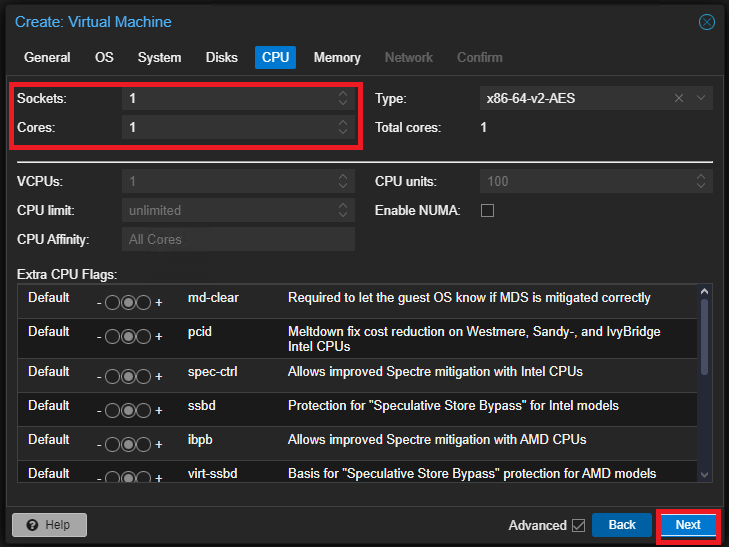 Create: Virtual Machine
General OS System Disks CPU Memory Network Confirm
Sockets: 1 Type: x86-64-v2-AES
Cores: 1 Total cores: 1
VCPUs: 1 CPU units: 100
CPU limit: unlimited Enable NUMA:
CPU Affinity: All Cores
Extra CPU Flags:
Default - + md-clear Required to let the guest OS know if MDS is mitigated correctly
Default - + pcid Meltdown fix cost reduction on Westmere, Sandy-, and IvyBridge
Intel CPUs
Default - + spec-ctrl Allows improved Spectre mitigation with Intel CPUs
Default - + ssbd Protection for "Speculative Store Bypass" for Intel models
Default - + ibpb Allows improved Spectre mitigation with AMD CPUs
Default - + virt-ssbd Basis for "Speculative Store Bypass" protection for AMD models
? Help Advanced Back Next